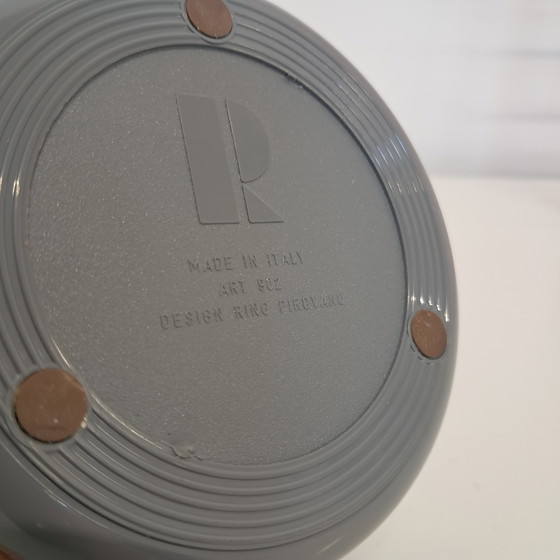 R
MADE IN ITALY
ART 902
DESIGN RINO PIROVANO